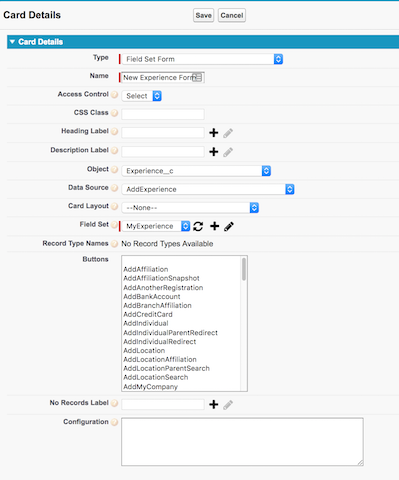 Card Details
Save Cancel
Card Details
Type Field Set Form
Name New Experience Form
Access Control Select
CSS Class
Heading Label
Description Label
Object Experience__c
Data Source AddExperience
Card Layout --None--
Field Set MyExperience
Record Type Names No Record Types Available
Buttons
AddAffiliation
AddAffiliationSnapshot
AddAnotherRegistration
AddBankAccount
AddBranchAffiliation
AddCreditCard
AddIndividual
AddIndividualParentRedirect
AddIndividualRedirect
AddLocation
AddLocationAffiliation
AddLocationParentSearch
AddLocationSearch
AddMyCompany
No Records Label
Configuration